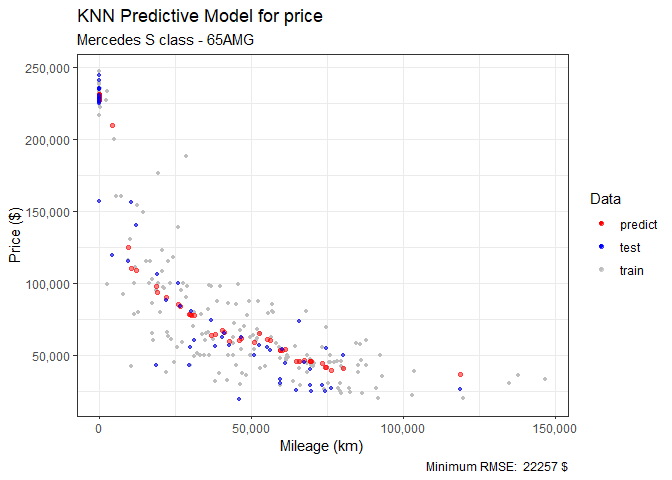 KNN Predictive Model for price
Mercedes S class - 65AMG
250,000
200,000
150,000
100,000
50,000
Price ($)
0
50,000
100,000
150,000
Mileage (km)
Data
predict
test
train
Minimum RMSE: 22257 $